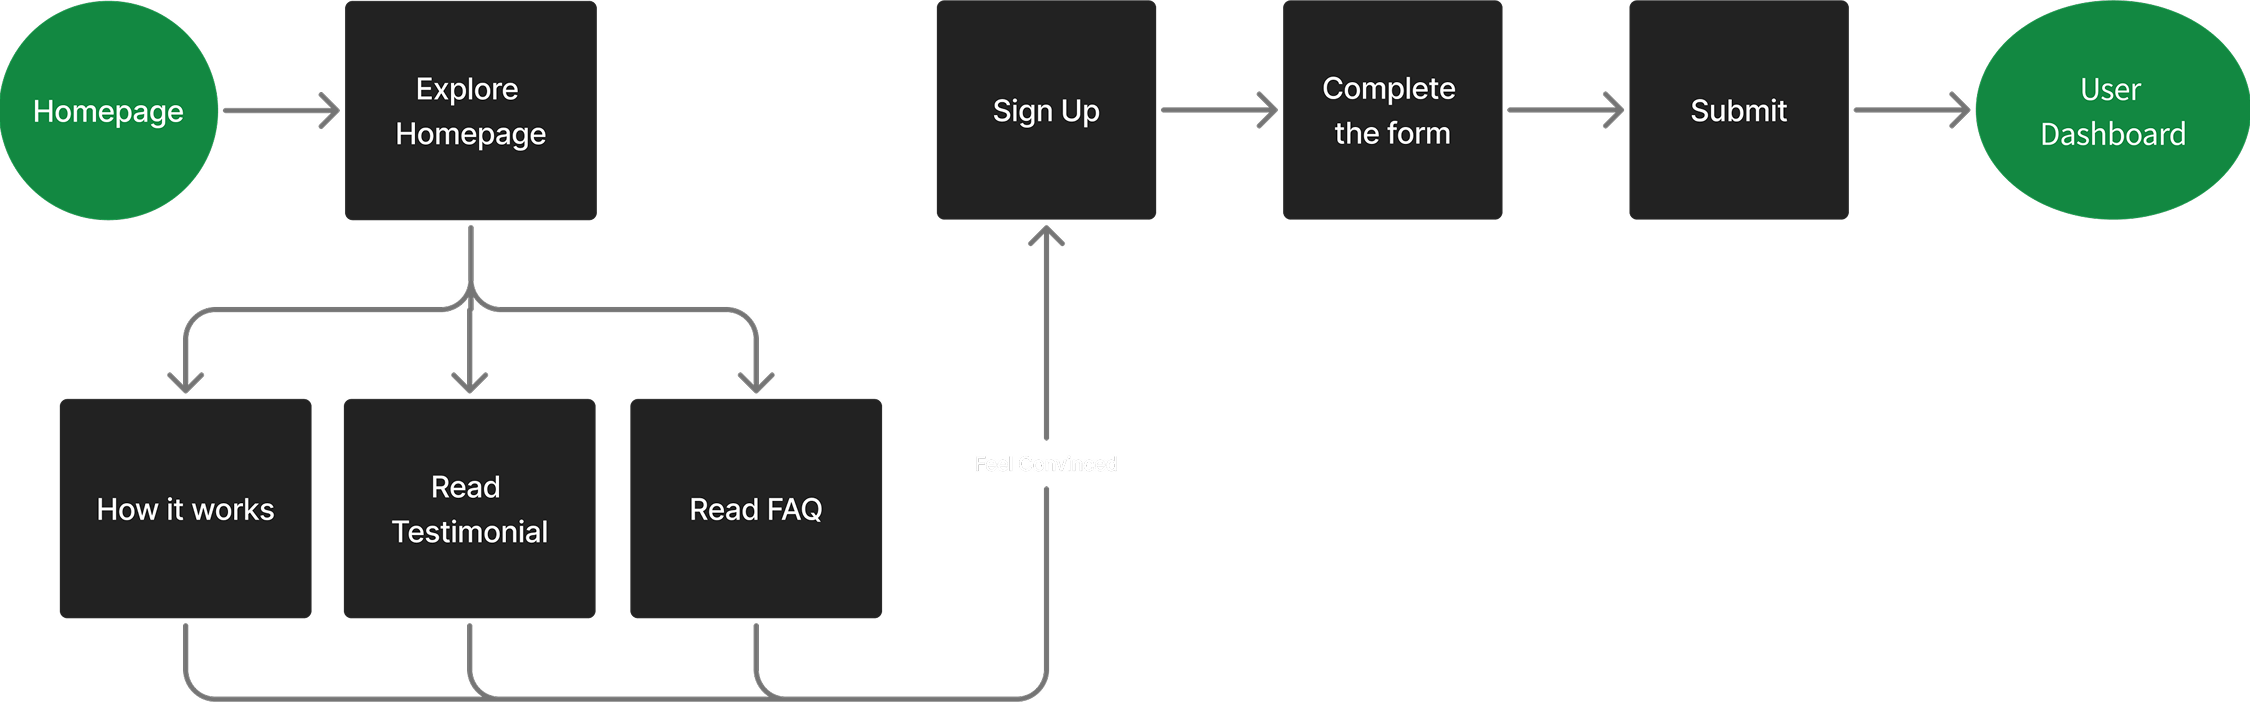 Homepage
Explore
Homepage
Sign Up
Complete
the form
Submit
User
Dashboard
Feel Convinced
How it works
Read
Testimonial
Read FAQ